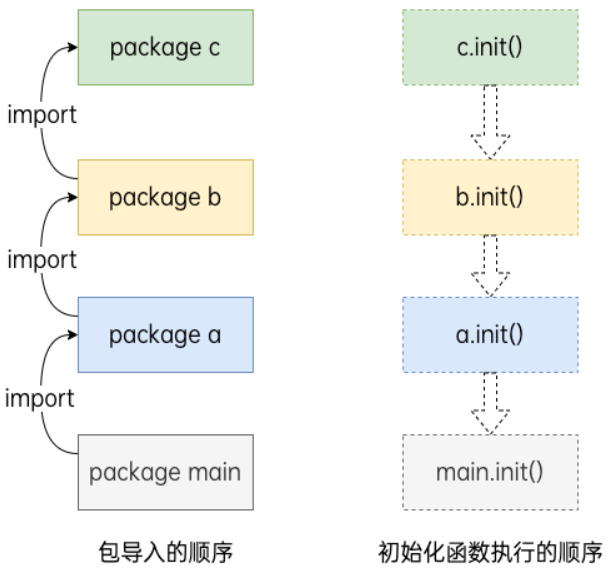 package c
c.init()
import
package b
b.init()
import
package a
a.init()
import
package main
main.init()
包导入的顺序
初始化函数执行的顺序